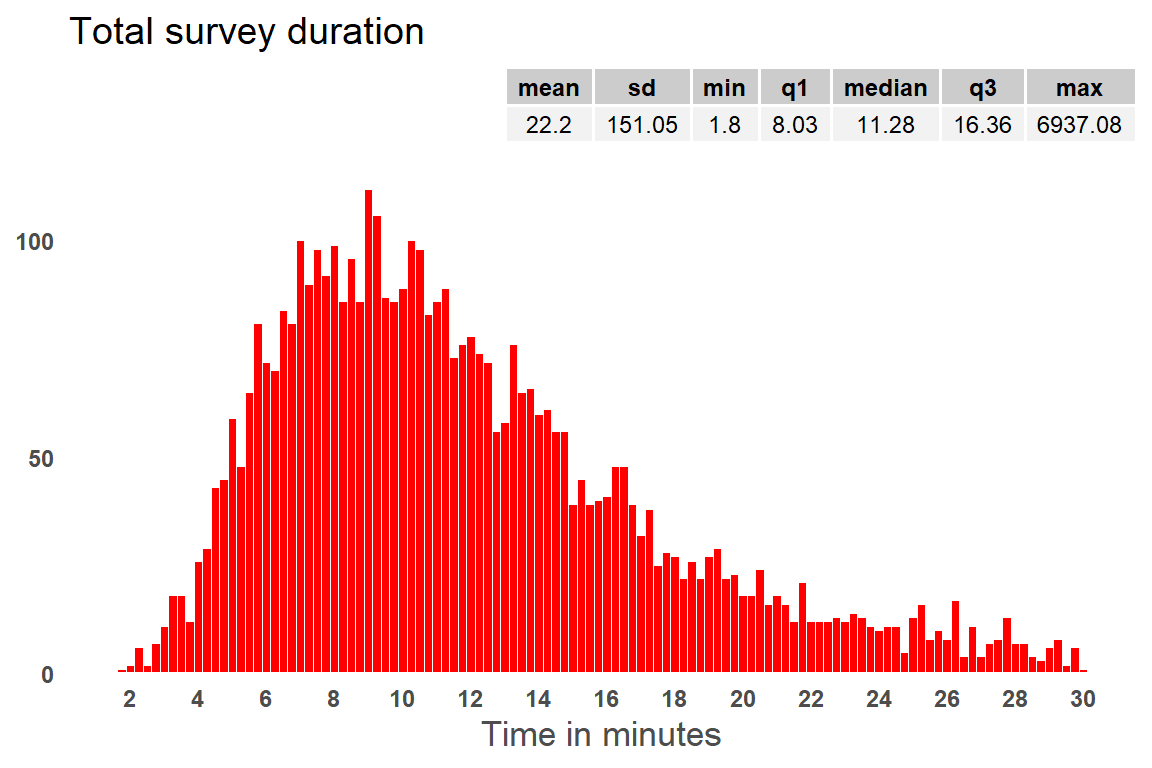 Total survey duration
mean sd min q1 median q3 max
22.2 151.05 1.8 8.03 11.28 16.36 6937.08
100
50
0
2 4 6 8 10 12 14 16 18 20 22 24 26 28 30
Time in minutes